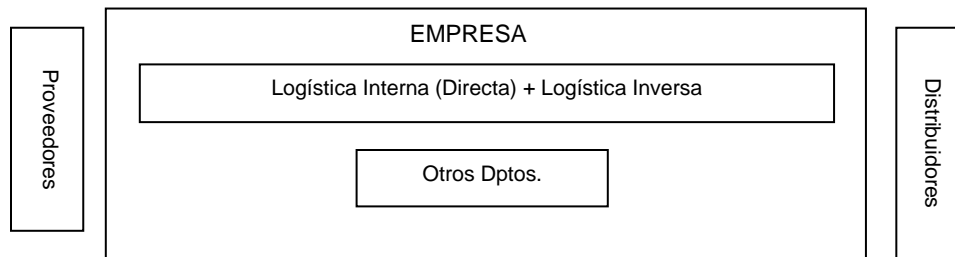 EMPRESA
Proveedores
Logística Interna (Directa) + Logística Inversa
Otros Dptos.
Distribuidores